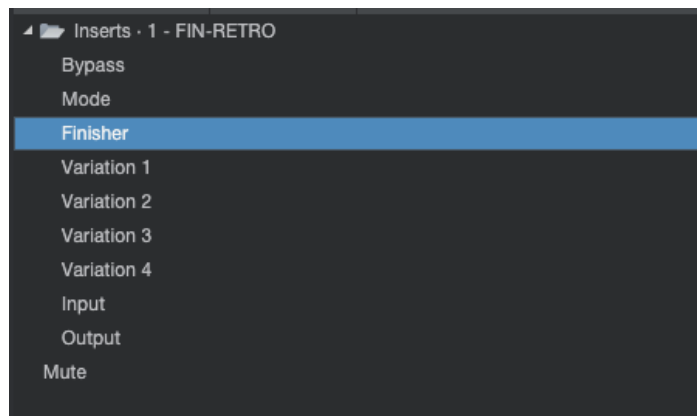 Inserts · 1 - FIN-RETRO
Bypass
Mode
Finisher
Variation 1
Variation 2
Variation 3
Variation 4
Input
Output
Mute